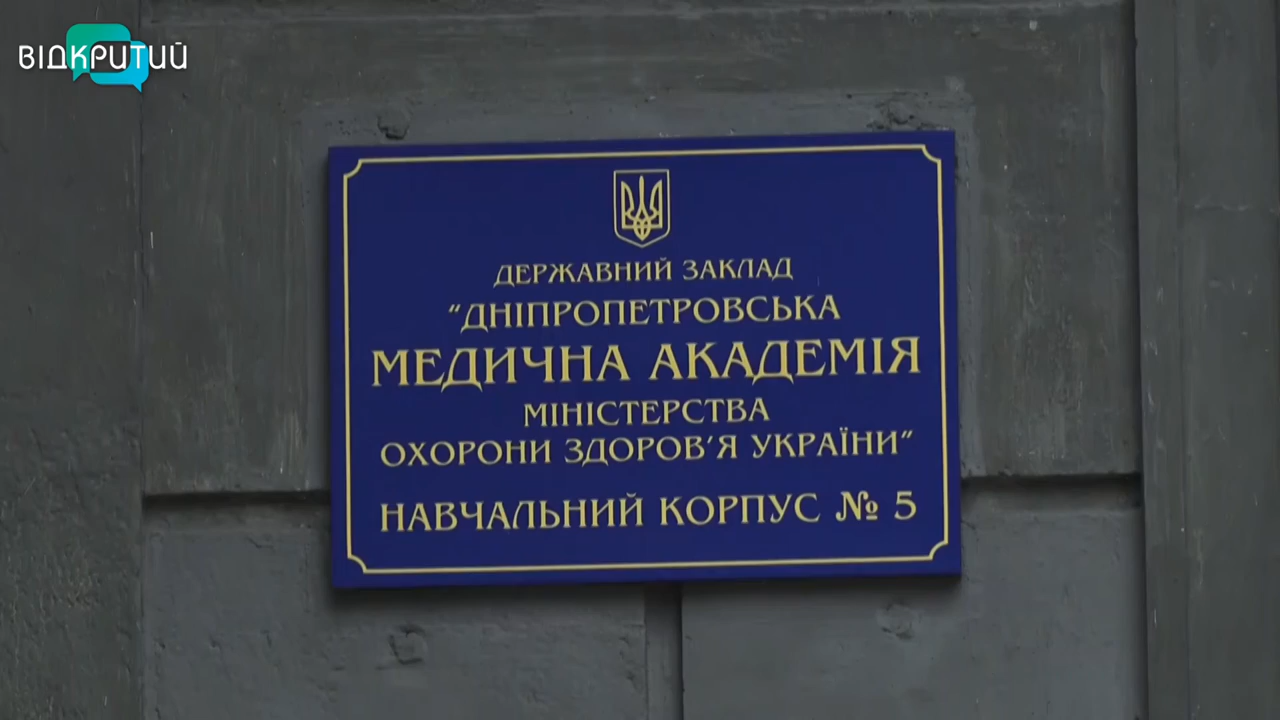 ВІДКРИТИЙ
ДЕРЖАВНИЙ ЗАКЛАД
“ДНІПРОПЕТРОВСЬКА
МЕДИЧНА АКАДЕМІЯ
МІНІСТЕРСТВА
ОХОРОНИ ЗДОРОВ’Я УКРАЇНИ”
НАВЧАЛЬНИЙ КОРПУС № 5